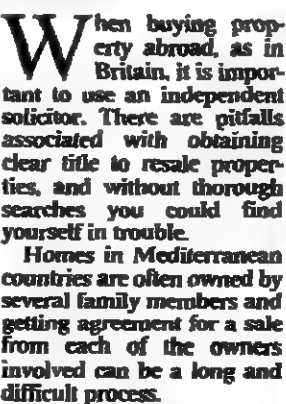 When buying prop-
erty abroad, as in
Britain, it is impor-
tant to use an independent
solicitor. There are pitfalls
associated with obtaining
clear title to resale proper-
ties, and without thorough
searches you could find
yourself in trouble.
Homes in Mediterranean
countries are often owned by
several family members and
getting agreement for a sale
from each of the owners
involved can be a long and
difficult process.